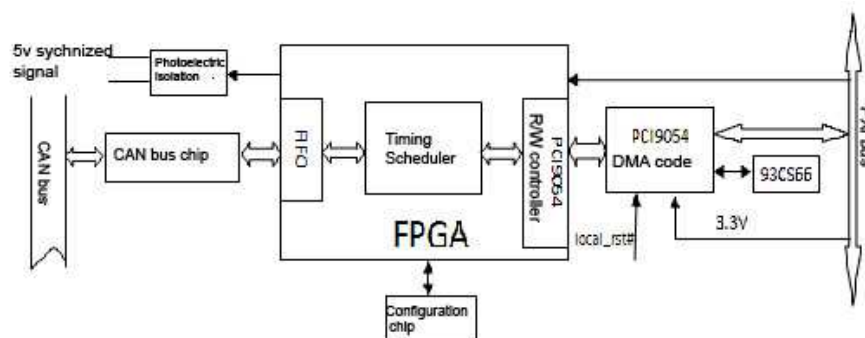 5v sychnized
signal
Photoelectric
Isolation
CAN bus
CAN bus chip
FIFO
Timing
Scheduler
PCI9054
R/W controller
FPGA
PCI9054
DMA code
93CS66
local_rst#
3.3V
Configuration
chip
bus